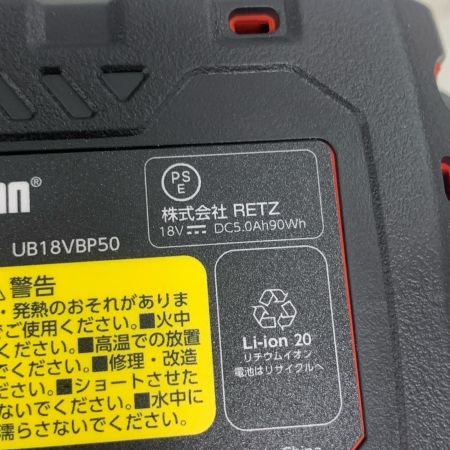 UB18VBP50
PS
E
株式会社 RETZ
18V ⎓ DC5.0Ah90Wh
警告
・発熱のおそれがありま
でご使用ください。■火中
ください。■高温での放置
でください。■修理・改造
ください。■ショートさせた
ないでください。■水中に
濡らさないでください。
Li-ion 20
リチウムイオン
電池はリサイクルへ
China